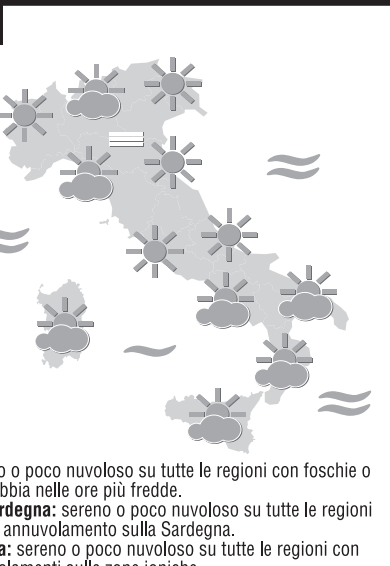 o o poco nuvoloso su tutte le regioni con foschie o
bbia nelle ore più fredde.
rdegna: sereno o poco nuvoloso su tutte le regioni
annuvolamento sulla Sardegna.
a: sereno o poco nuvoloso su tutte le regioni con